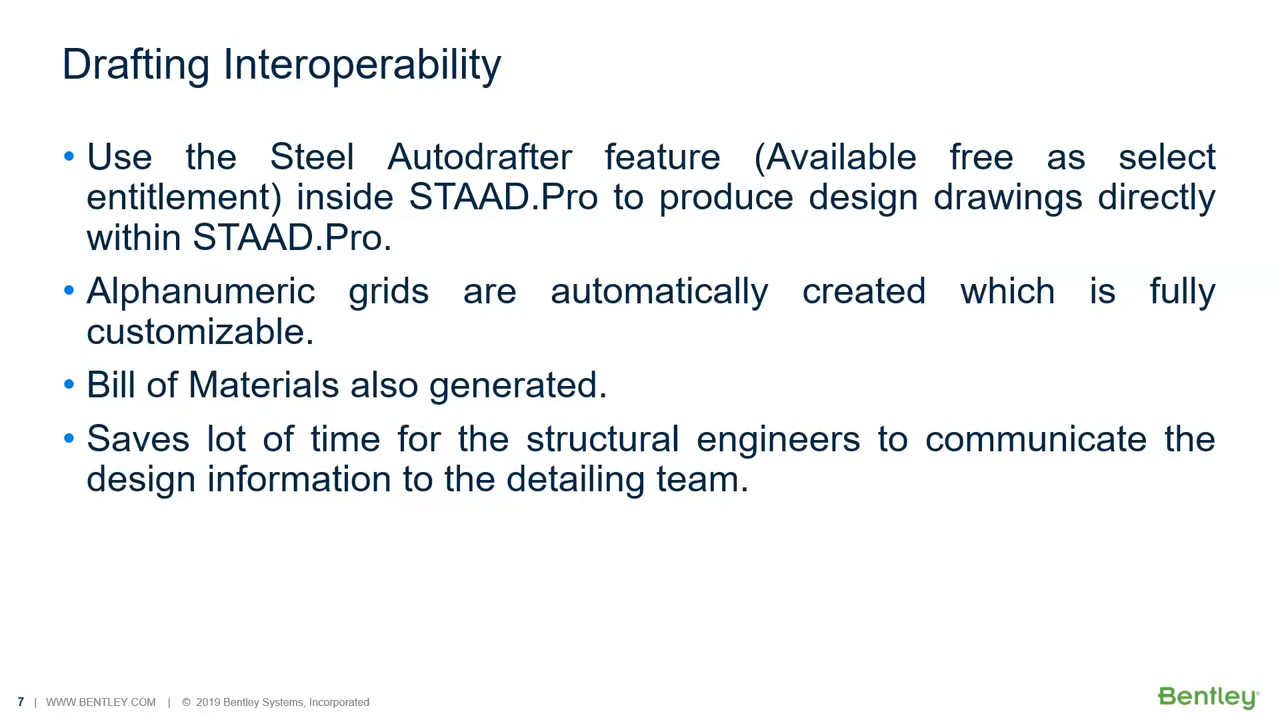 Drafting Interoperability
• Use the Steel Autodrafter feature (Available free as select
entitlement) inside STAAD.Pro to produce design drawings directly
within STAAD.Pro.
• Alphanumeric grids are automatically created which is fully
customizable.
• Bill of Materials also generated.
• Saves lot of time for the structural engineers to communicate the
design information to the detailing team.
7 | WWW.BENTLEY.COM | © 2019 Bentley Systems, Incorporated
Bentley®